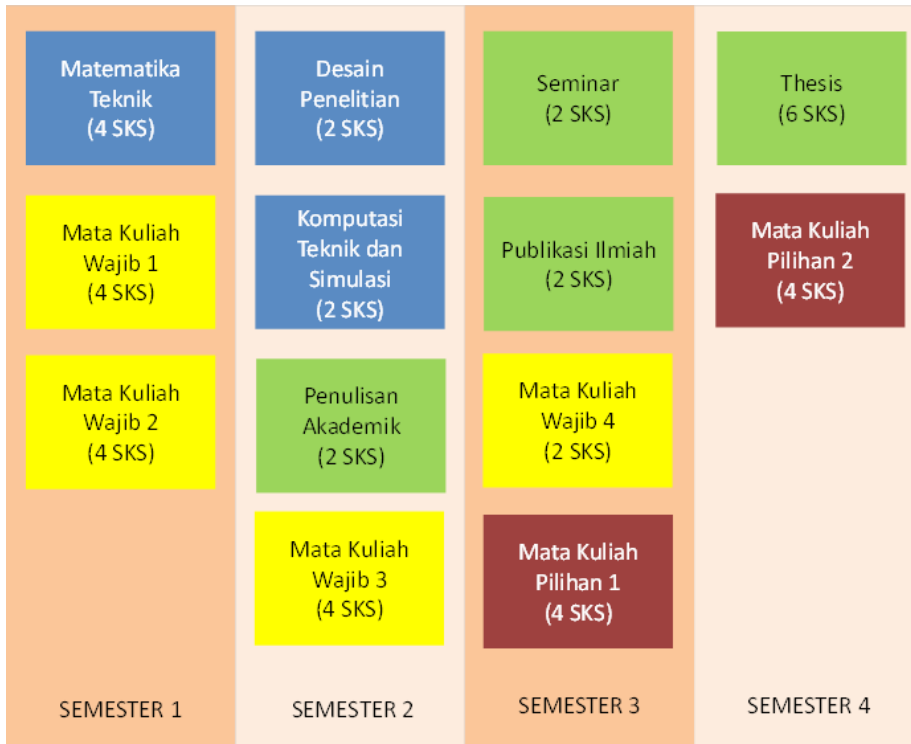 Matematika
Teknik
(4 SKS)
Mata Kuliah
Wajib 1
(4 SKS)
Mata Kuliah
Wajib 2
(4 SKS)
SEMESTER 1
Desain
Penelitian
(2 SKS)
Komputasi
Teknik dan
Simulasi
(2 SKS)
Penulisan
Akademik
(2 SKS)
Mata Kuliah
Wajib 3
(4 SKS)
SEMESTER 2
Seminar
(2 SKS)
Publikasi Ilmiah
(2 SKS)
Mata Kuliah
Wajib 4
(2 SKS)
Mata Kuliah
Pilihan 1
(4 SKS)
SEMESTER 3
Thesis
(6 SKS)
Mata Kuliah
Pilihan 2
(4 SKS)
SEMESTER 4